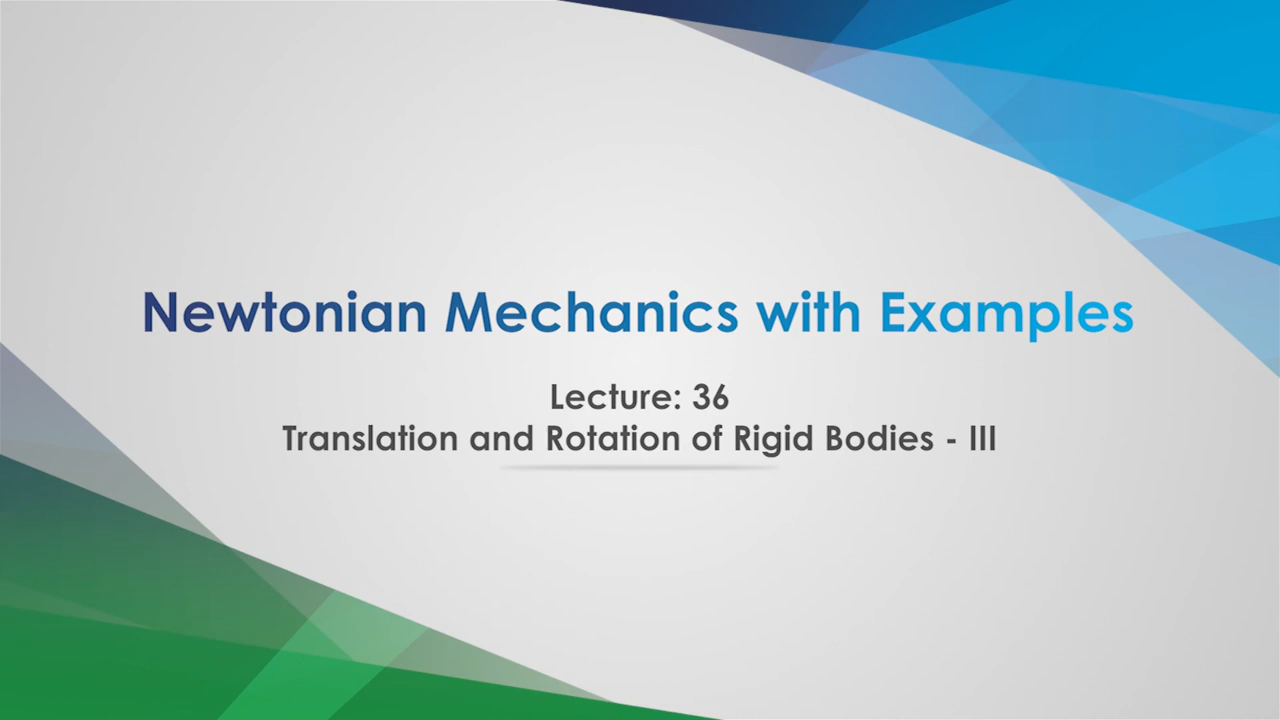 Newtonian Mechanics with Examples
Lecture: 36
Translation and Rotation of Rigid Bodies - III